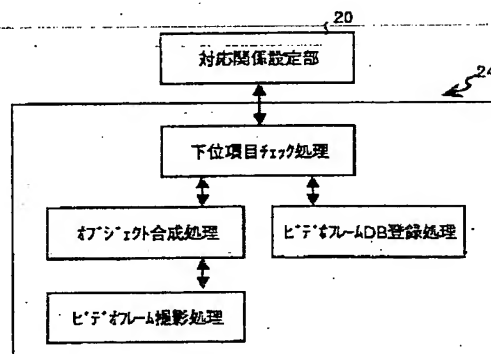 20
対応関係設定部
24
下位項目チェック処理
オブジェクト合成処理
ビデオフレームDB登録処理
ビデオフレーム撮影処理